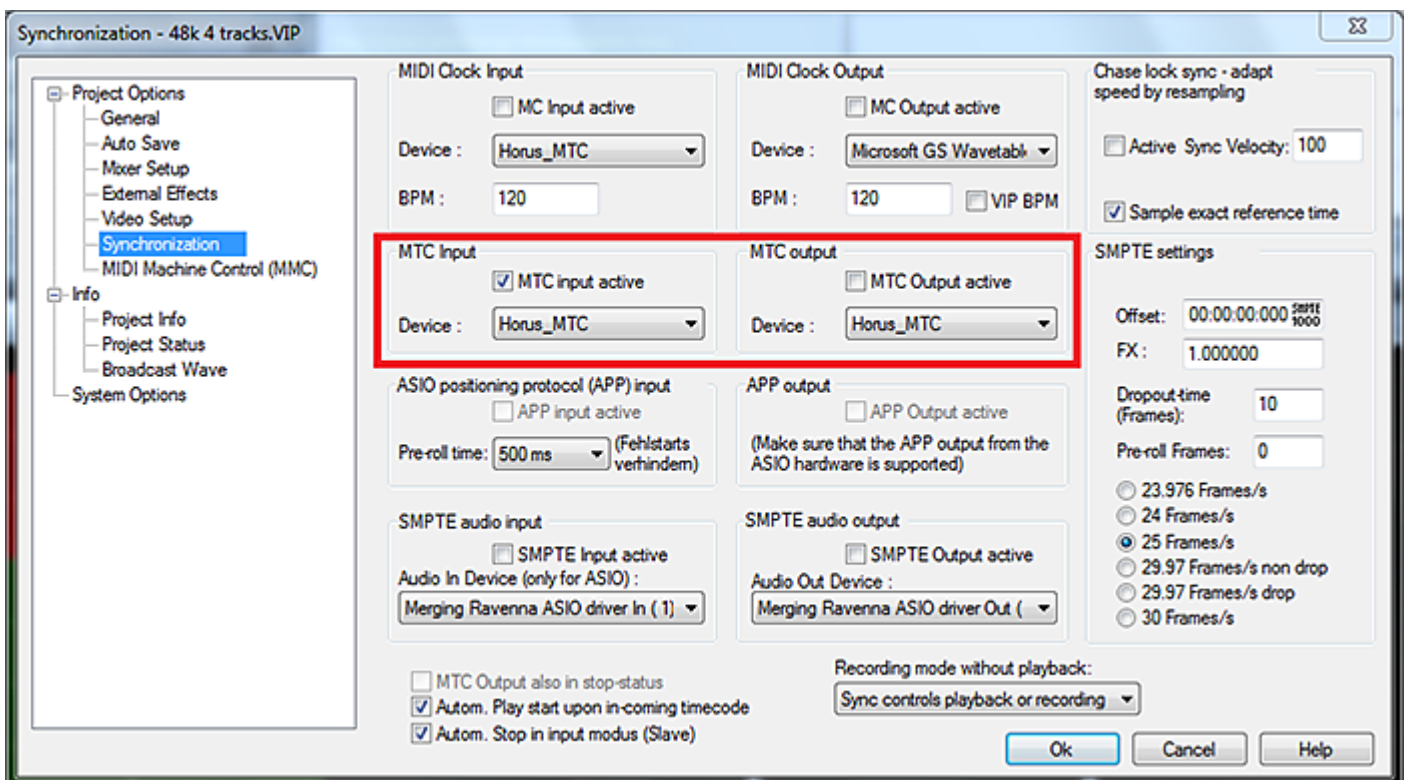 Synchronization - 48k 4 tracks.VIP
Project Options
General
Auto Save
Mixer Setup
External Effects
Video Setup
Synchronization
MIDI Machine Control (MMC)
Info
Project Info
Project Status
Broadcast Wave
System Options
MIDI Clock Input
MC Input active
Device :
Horus_MTC
BPM :
120
MIDI Clock Output
MC Output active
Device :
Microsoft GS Wavetabl
BPM :
120
VIP BPM
Chase lock sync - adapt
speed by resampling
Active Sync Velocity: 100
Sample exact reference time
MTC Input
MTC input active
Device :
Horus_MTC
MTC output
MTC Output active
Device :
Horus_MTC
SMPTE settings
Offset: 00:00:00:000 SMPTE
1000
FX : 1.000000
Dropout-time
(Frames):
10
Pre-roll Frames: 0
23.976 Frames/s
24 Frames/s
25 Frames/s
29.97 Frames/s non drop
29.97 Frames/s drop
30 Frames/s
ASIO positioning protocol (APP) input
APP input active
Pre-roll time: 500 ms
(Fehlstarts
verhindern)
APP output
APP Output active
(Make sure that the APP output from the
ASIO hardware is supported)
SMPTE audio input
SMPTE Input active
Audio In Device (only for ASIO) :
Merging Ravenna ASIO driver In ( 1)
SMPTE audio output
SMPTE Output active
Audio Out Device :
Merging Ravenna ASIO driver Out (
MTC Output also in stop-status
Autom. Play start upon in-coming timecode
Autom. Stop in input modus (Slave)
Recording mode without playback:
Sync controls playback or recording
Ok
Cancel
Help